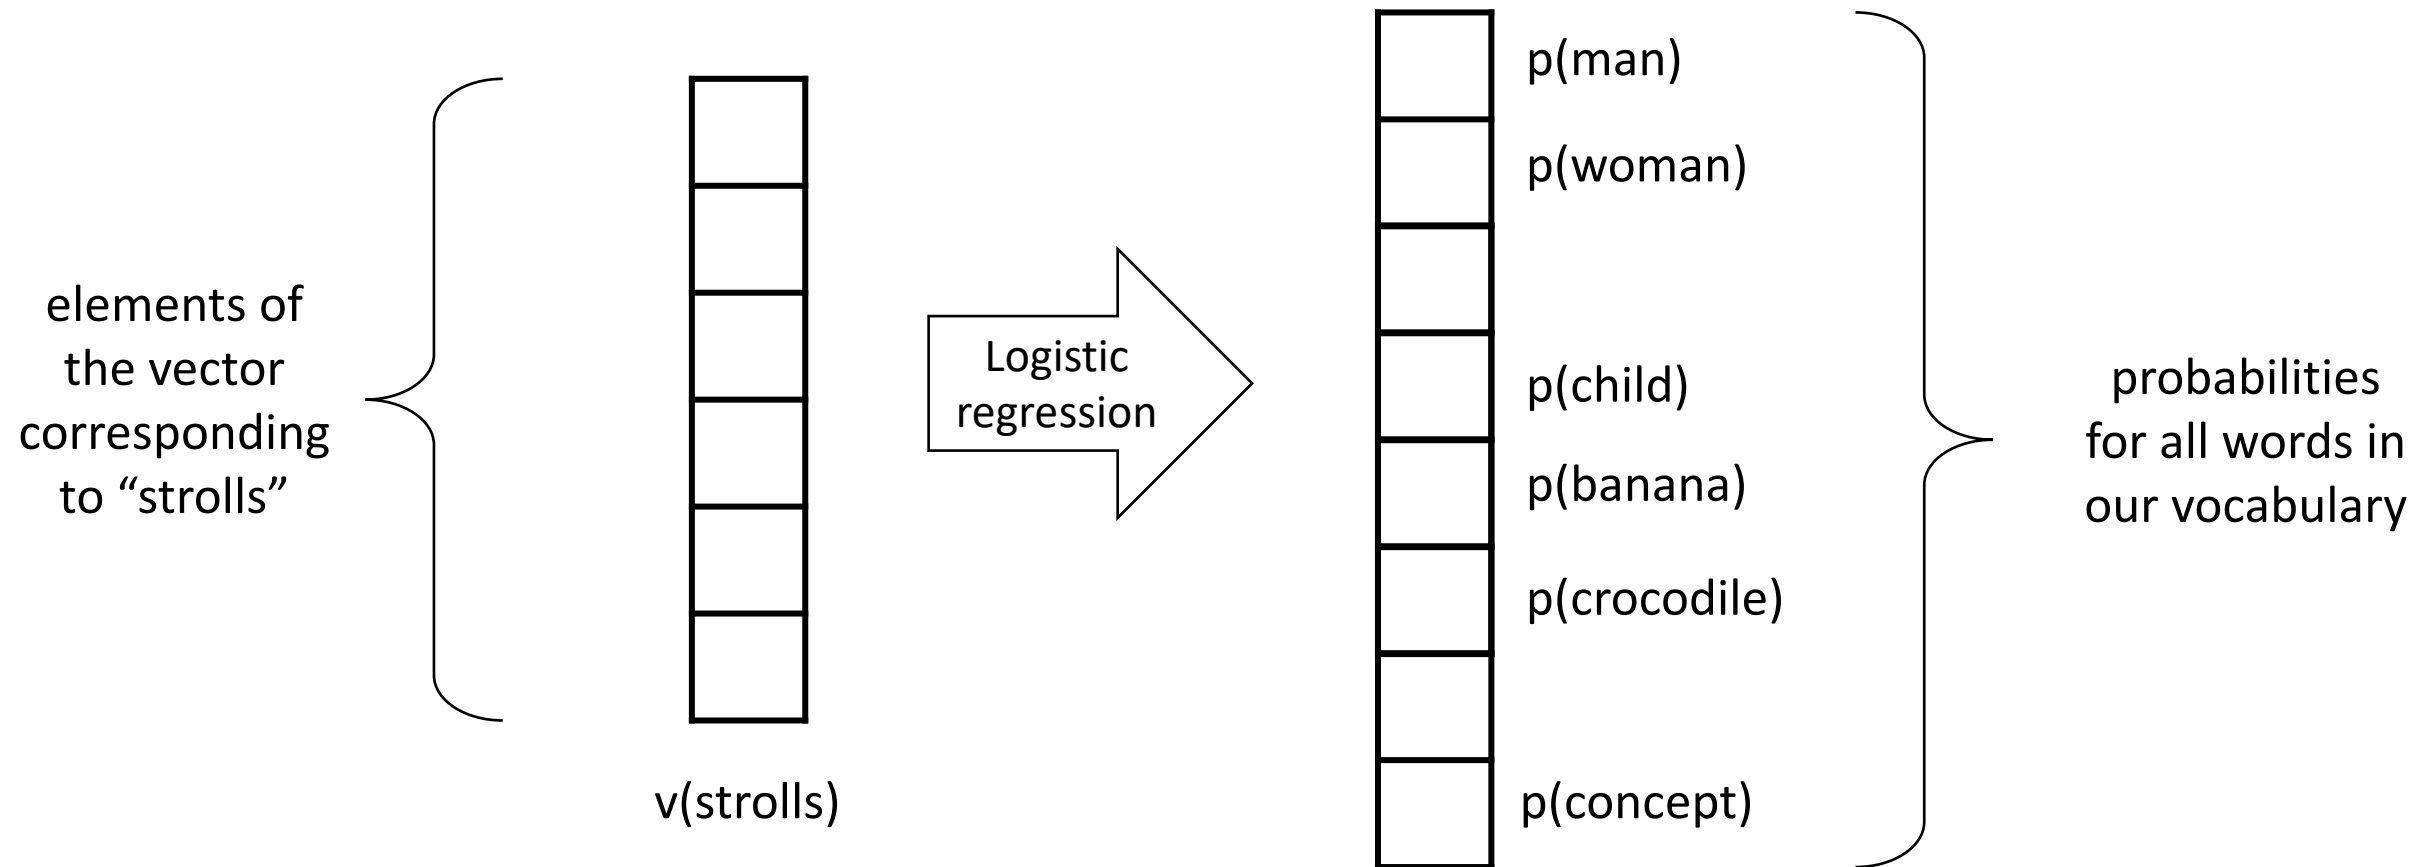 elements of
the vector
corresponding
to “strolls”
v(strolls)
Logistic
regression
p(man)
p(woman)
p(child)
p(banana)
p(crocodile)
p(concept)
probabilities
for all words in
our vocabulary